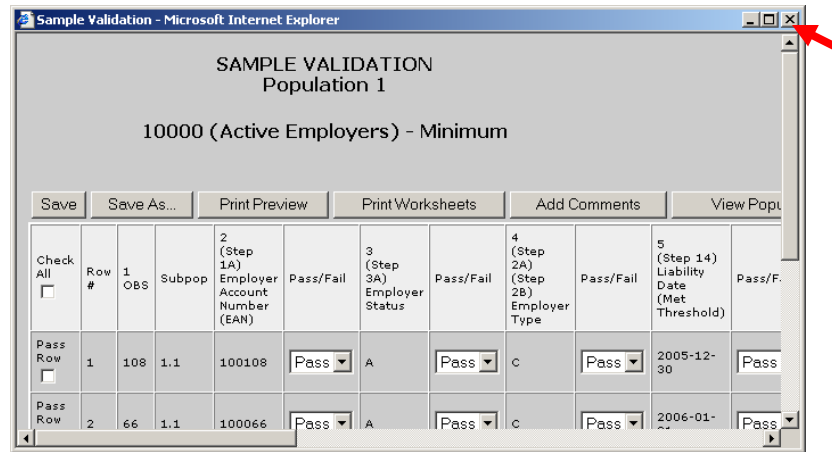 Sample Validation - Microsoft Internet Explorer
SAMPLE VALIDATION
Population 1
10000 (Active Employers) - Minimum
Save Save As... Print Preview Print Worksheets Add Comments View Popu
Check All Row # 1 OBS Subpop 2 (Step 1A) Employer Account Number (EAN) Pass/Fail 3 (Step 3A) Employer Status Pass/Fail 4 (Step 2A) (Step 2B) Employer Type Pass/Fail 5 (Step 14) Liability Date (Met Threshold) Pass/F
Pass Row 1 108 1.1 100108 Pass A Pass C Pass 2005-12-30 Pass
Pass Row 2 66 1.1 100066 Pass A Pass C Pass 2006-01-